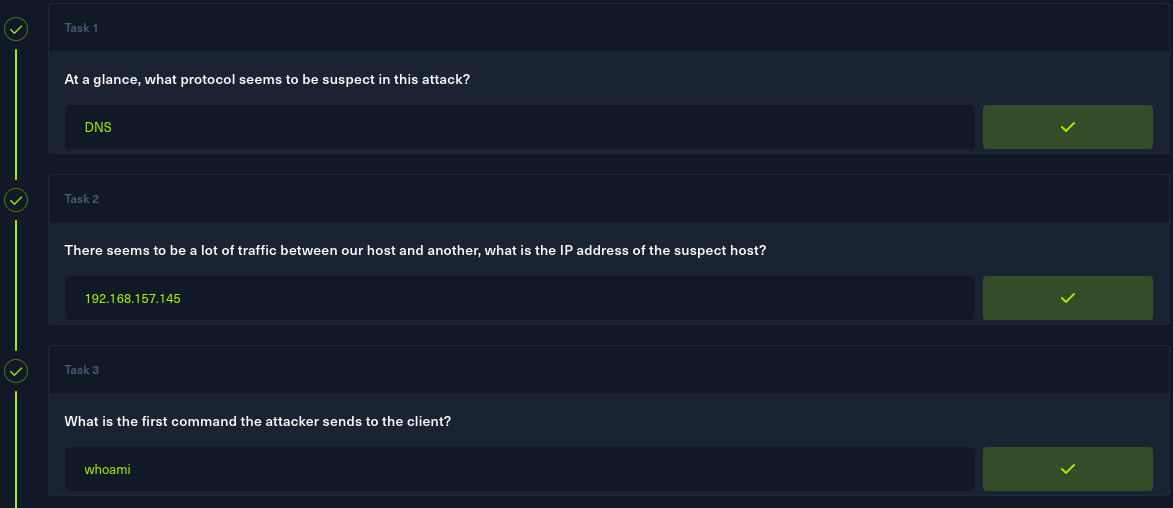 Task 1
At a glance, what protocol seems to be suspect in this attack?
DNS
Task 2
There seems to be a lot of traffic between our host and another, what is the IP address of the suspect host?
192.168.157.145
Task 3
What is the first command the attacker sends to the client?
whoami